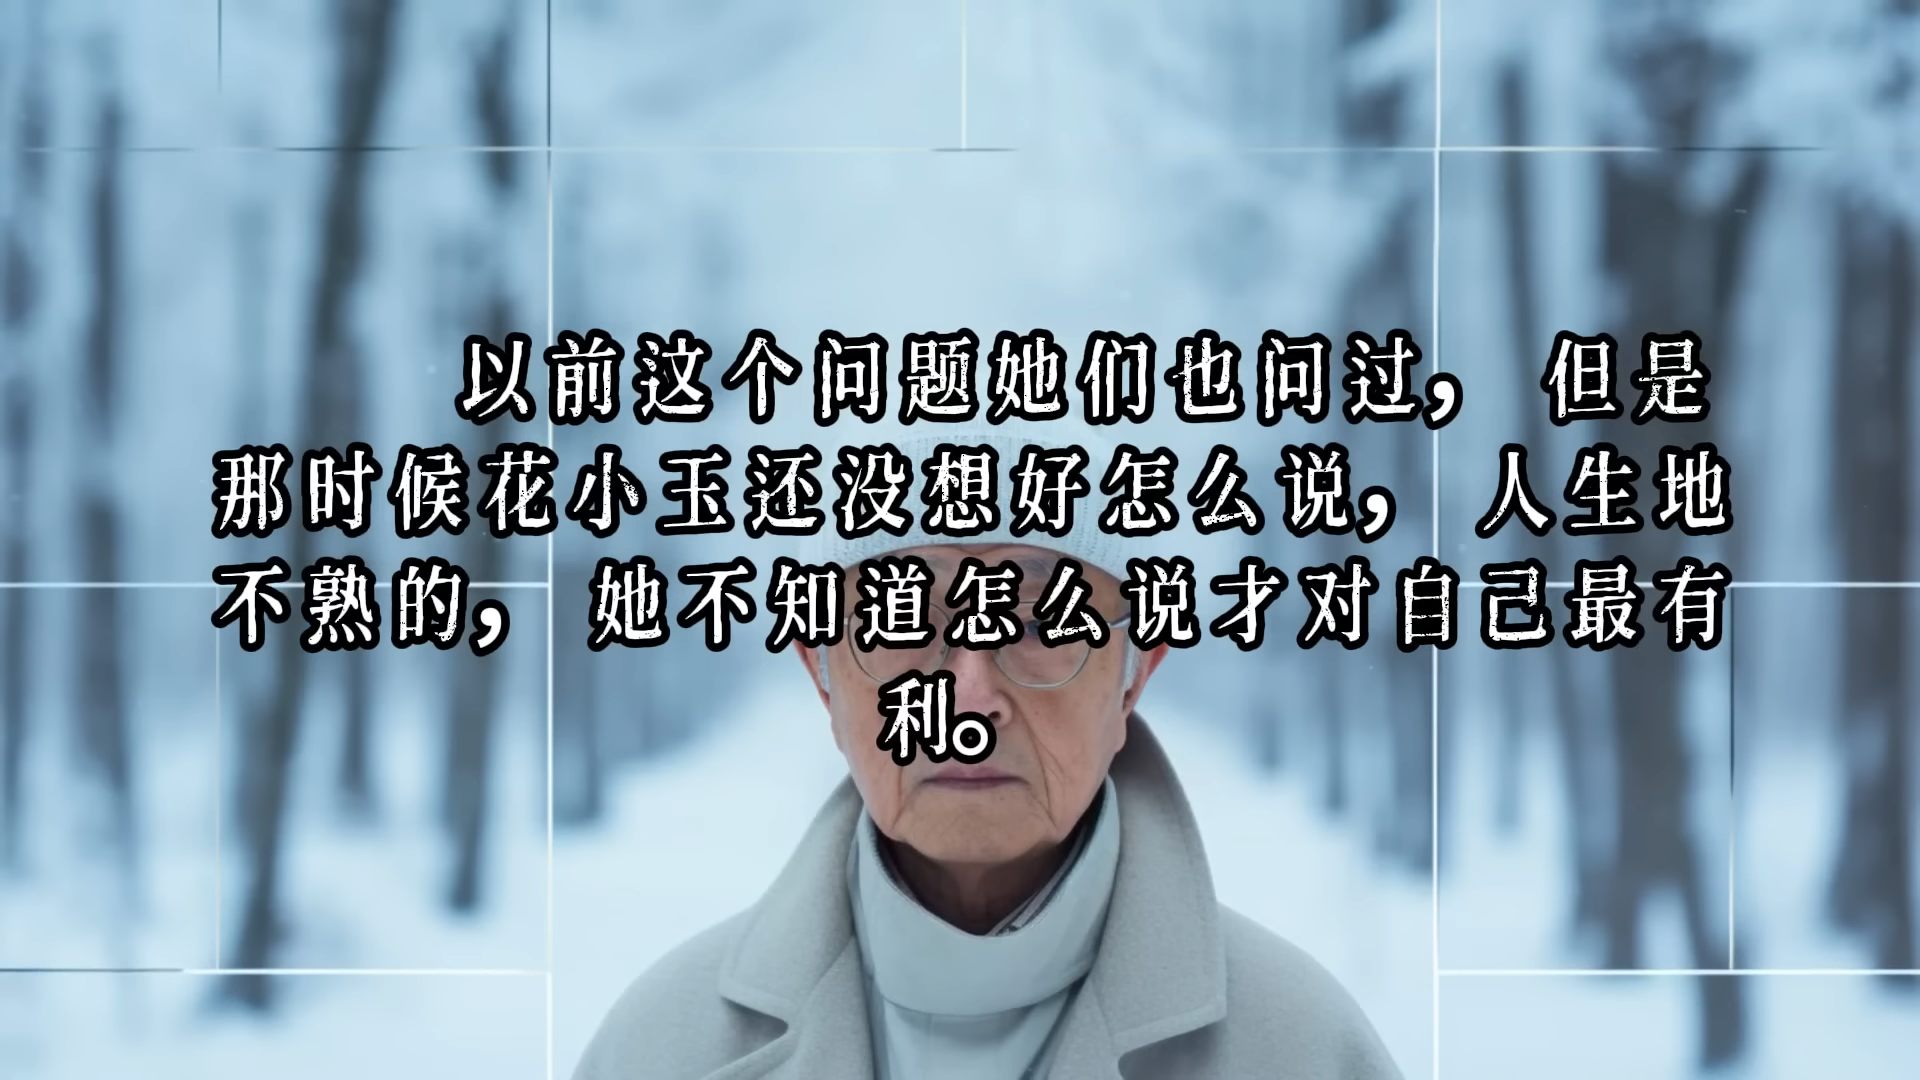 以前这个问题她们也问过，但是
那时候花小玉还没想好怎么说，人生地
不熟的，她不知道怎么说才对自己最有
利。